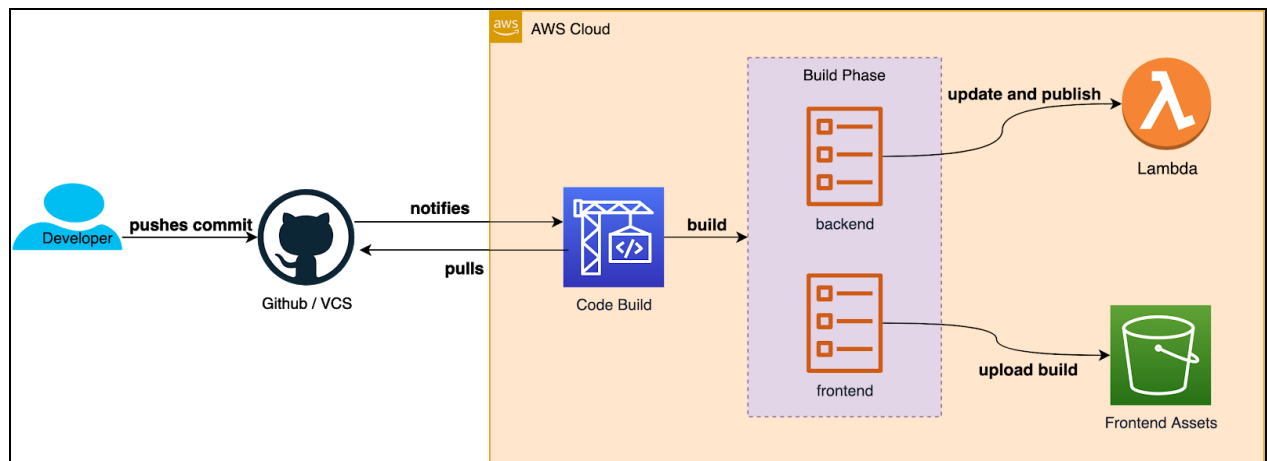 aws
AWS Cloud
Build Phase
update and publish
Lambda
backend
Developer
pushes commit
notifies
pulls
Github / VCS
</>
Code Build
build
frontend
upload build
Frontend Assets